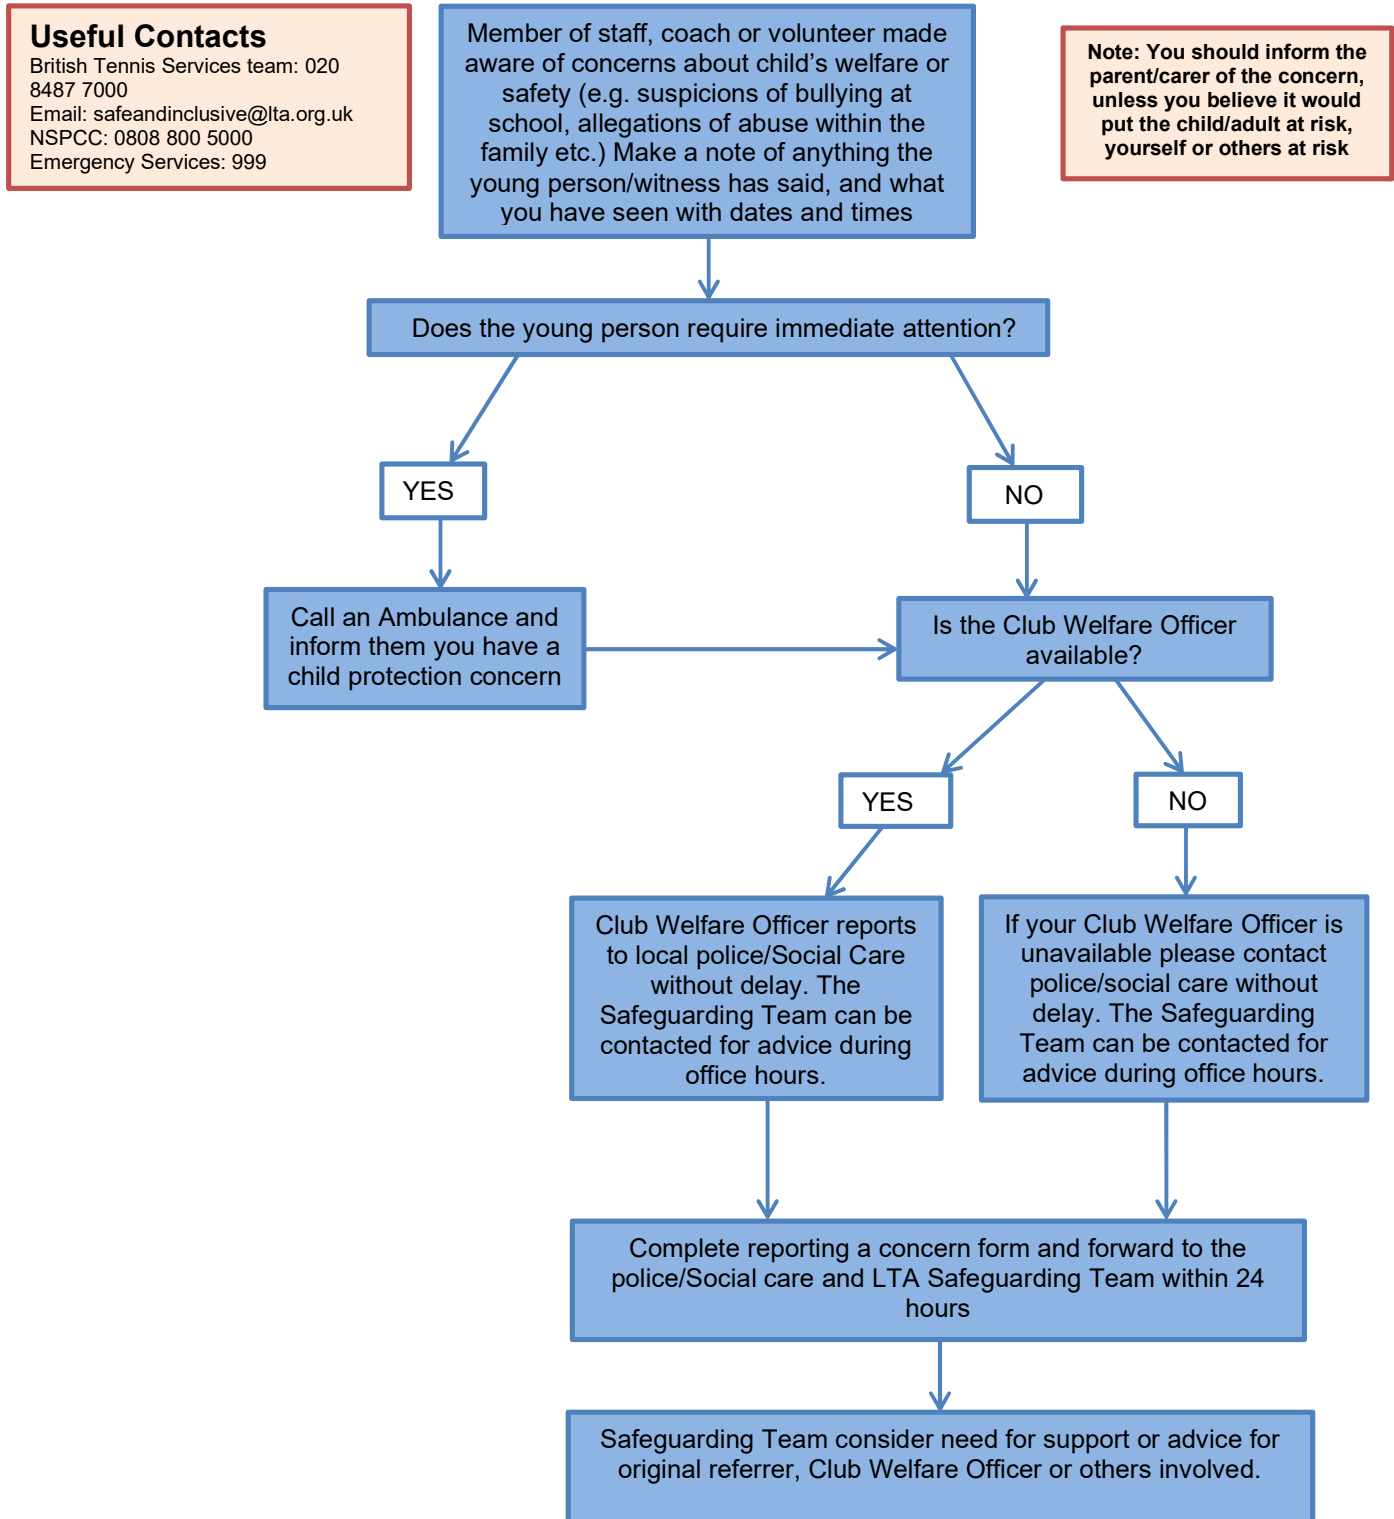 Useful Contacts
British Tennis Services team: 020
8487 7000
Email: safeandinclusive@lta.org.uk
NSPCC: 0808 800 5000
Emergency Services: 999
Member of staff, coach or volunteer made
aware of concerns about child’s welfare or
safety (e.g. suspicions of bullying at
school, allegations of abuse within the
family etc.) Make a note of anything the
young person/witness has said, and what
you have seen with dates and times
Note: You should inform the
parent/carer of the concern,
unless you believe it would
put the child/adult at risk,
yourself or others at risk
Does the young person require immediate attention?
YES
NO
Call an Ambulance and
inform them you have a
child protection concern
Is the Club Welfare Officer
available?
YES
NO
Club Welfare Officer reports
to local police/Social Care
without delay. The
Safeguarding Team can be
contacted for advice during
office hours.
If your Club Welfare Officer is
unavailable please contact
police/social care without
delay. The Safeguarding
Team can be contacted for
advice during office hours.
Complete reporting a concern form and forward to the
police/Social care and LTA Safeguarding Team within 24
hours
Safeguarding Team consider need for support or advice for
original referrer, Club Welfare Officer or others involved.